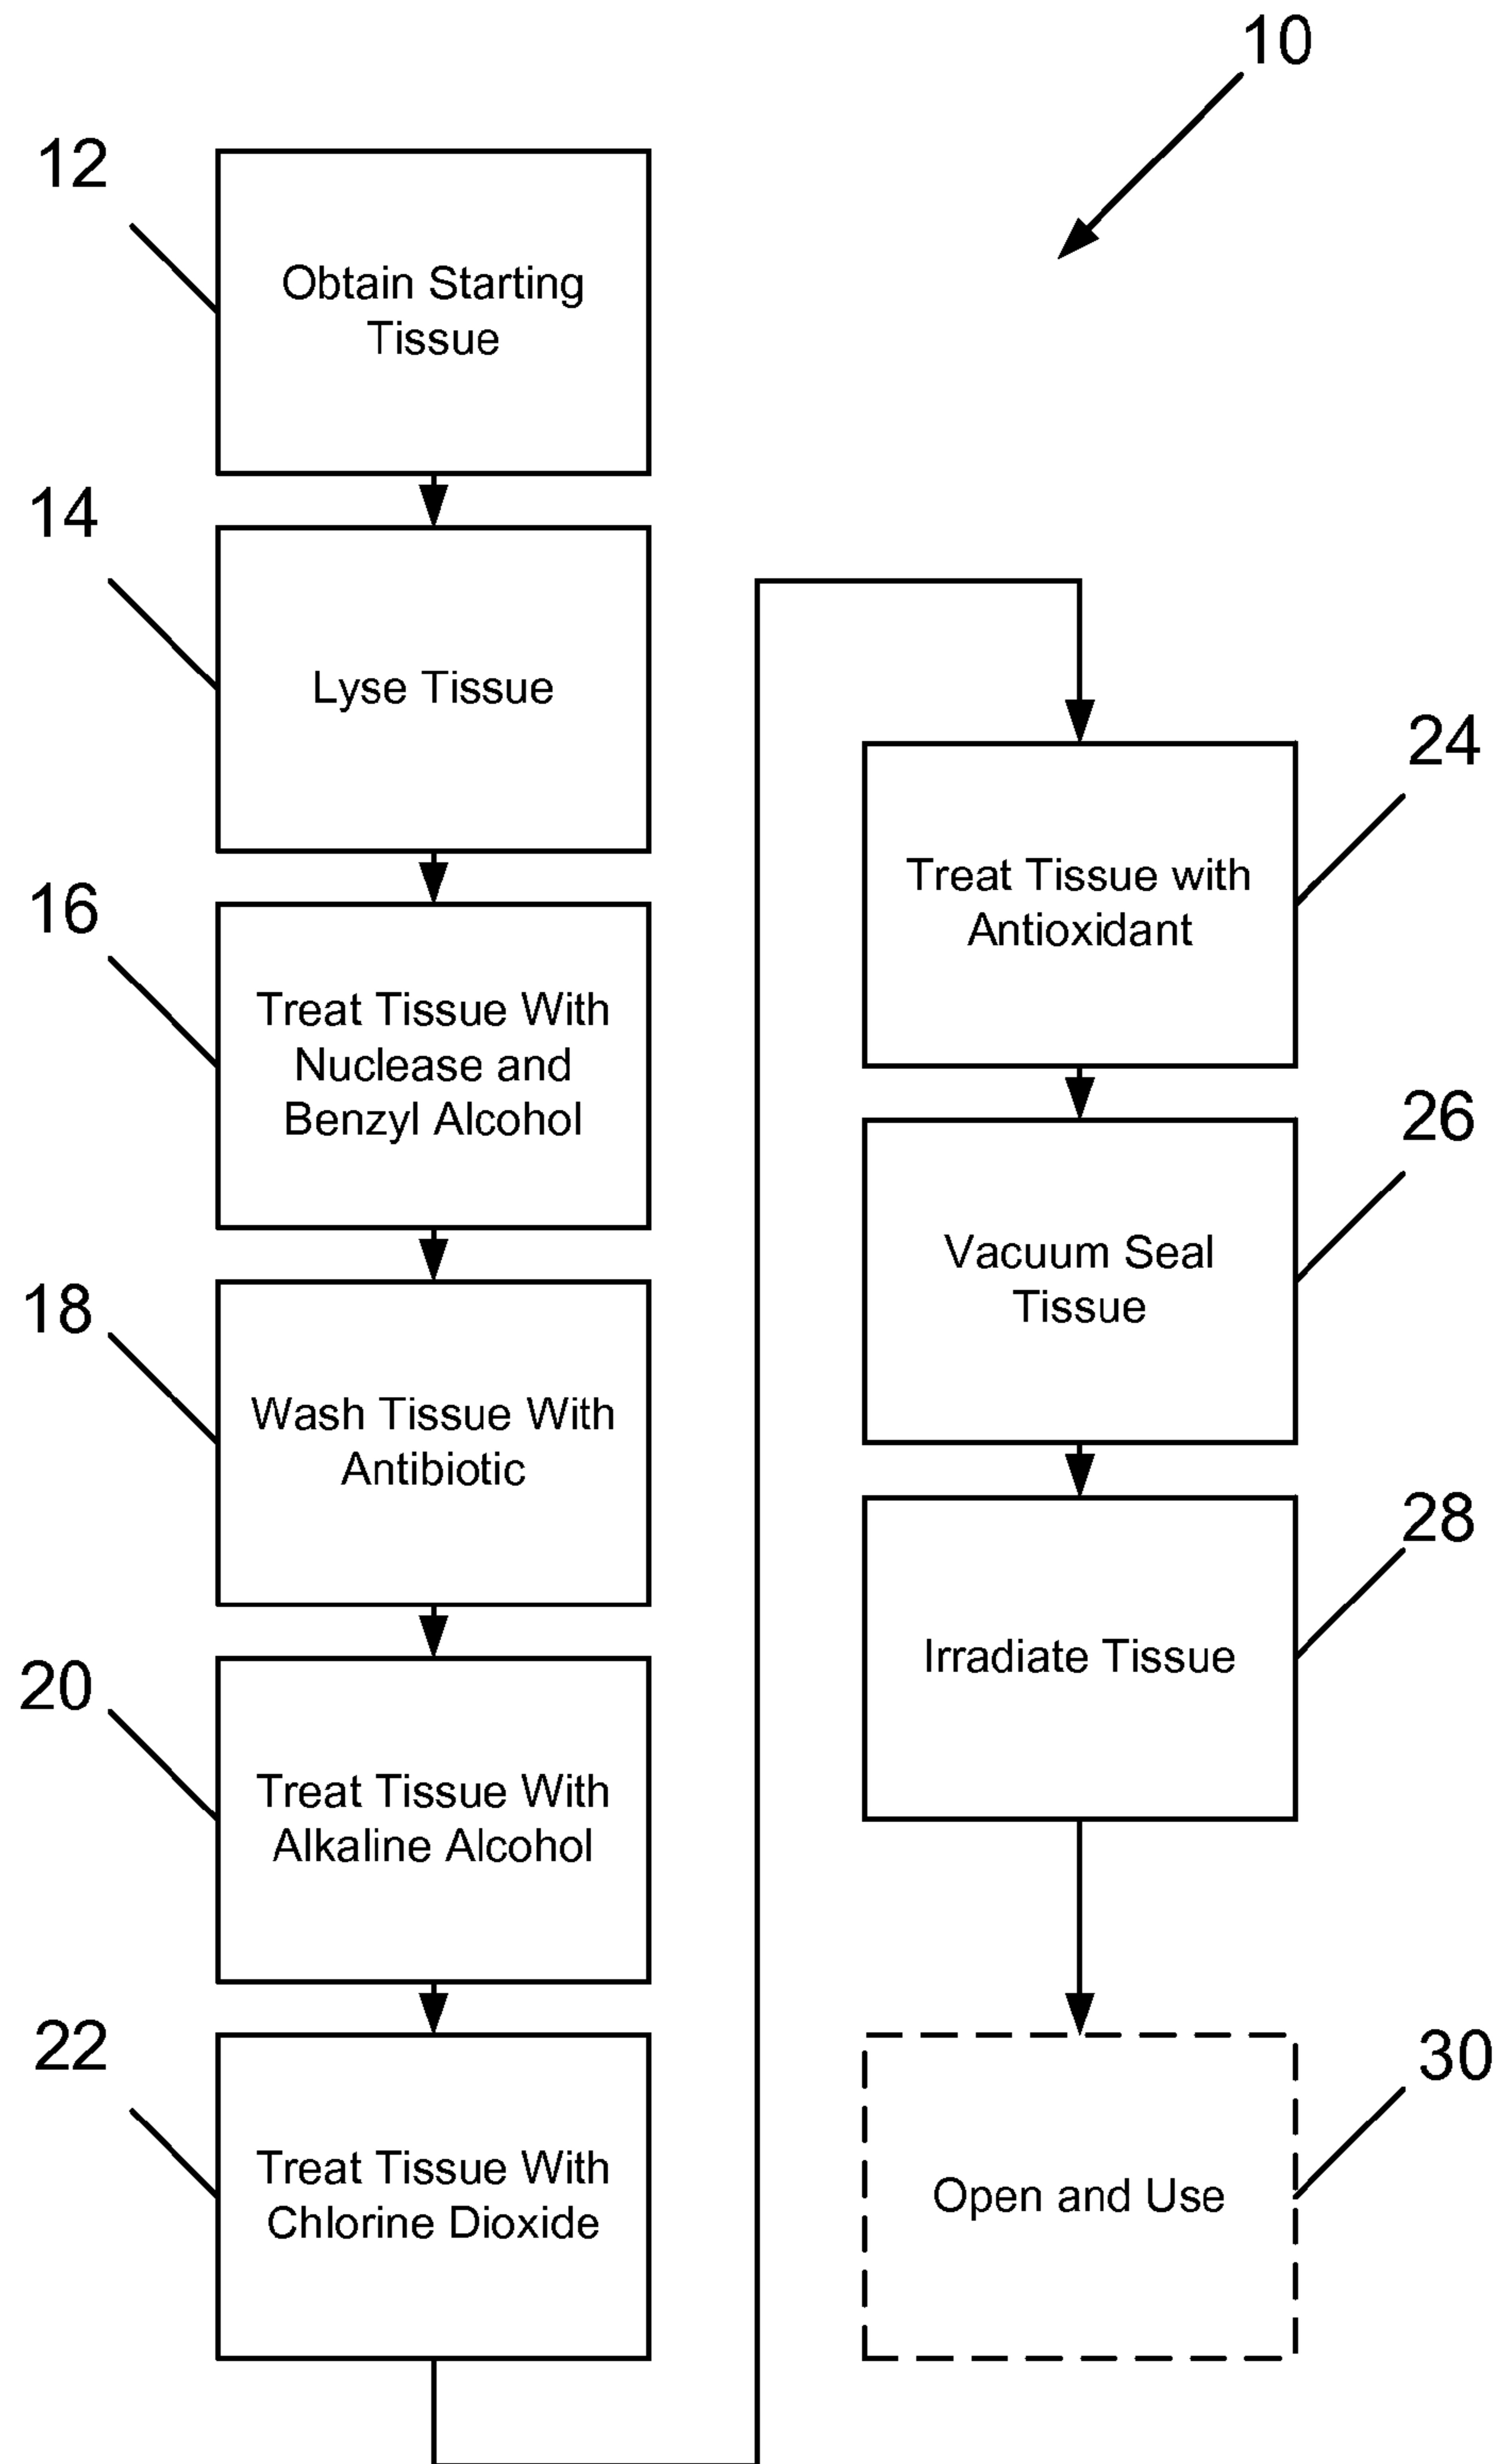 10
12
Obtain Starting
Tissue
14
Lyse Tissue
16
Treat Tissue With
Nuclease and
Benzyl Alcohol
18
Wash Tissue With
Antibiotic
20
Treat Tissue With
Alkaline Alcohol
22
Treat Tissue With
Chlorine Dioxide
24
Treat Tissue with
Antioxidant
26
Vacuum Seal
Tissue
28
Irradiate Tissue
30
Open and Use